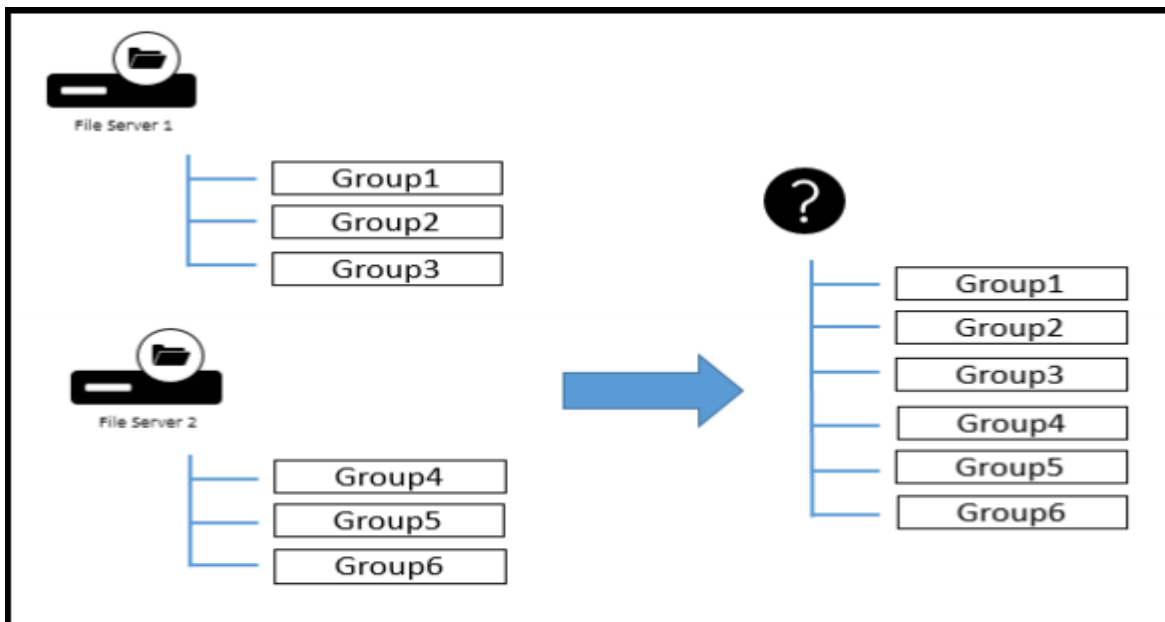 File Server 1
Group1
Group2
Group3
File Server 2
Group4
Group5
Group6
?
Group1
Group2
Group3
Group4
Group5
Group6